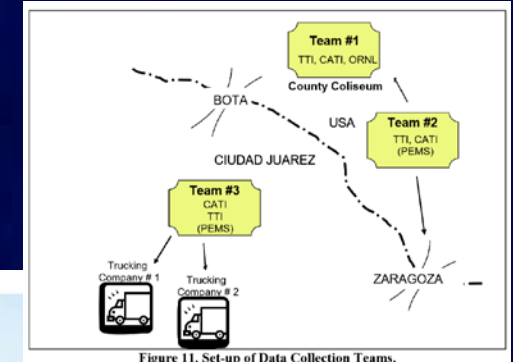 Team #1
TTI, CATI, ORNL
County Coliseum
BOTA
USA
Team #2
TTI, CATI
(PEMS)
CIUDAD JUAREZ
Team #3
CATI
TTI
(PEMS)
Trucking
Company # 1
Trucking
Company # 2
ZARAGOZA
Figure 11. Set-up of Data Collection Teams.